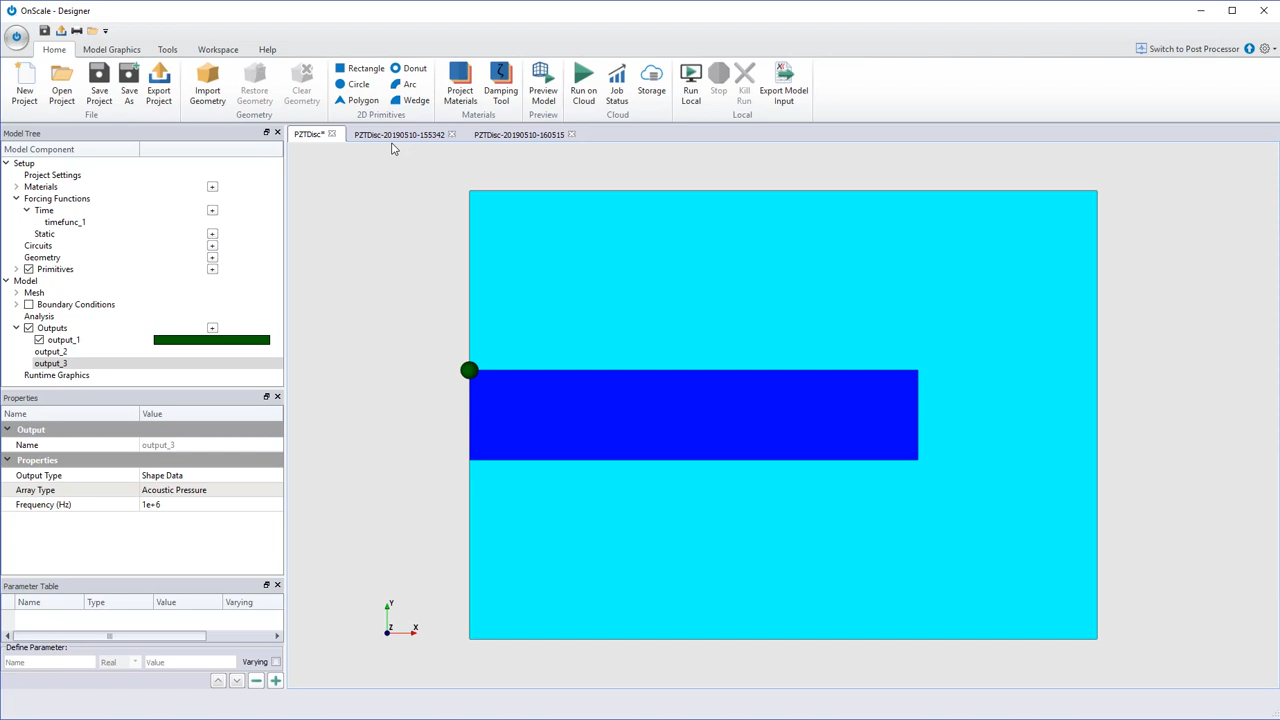 OnScale - Designer
Home Model Graphics Tools Workspace Help Switch to Post Processor
New Project
Open Project
Save Project
Save As
Export Project
File
Import Geometry
Restore Geometry
Clear Geometry
Geometry
Rectangle Donut
Circle Arc
Polygon Wedge
2D Primitives
Project Materials
Damping Tool
Materials
Preview Model
Preview
Run on Cloud
Job Status
Storage
Cloud
Run Local
Stop
Kill Run
Export Model Input
Local
Model Tree
PZTDisc* PZTDisc-20190510-155342 PZTDisc-20190510-160515
Model Component
Setup
Project Settings
Materials
Forcing Functions
Time
timefunc_1
Static
Circuits
Geometry
Primitives
Model
Mesh
Boundary Conditions
Analysis
Outputs
output_1
output_2
output_3
Runtime Graphics
Properties
Name Value
Output
Name output_3
Properties
Output Type Shape Data
Array Type Acoustic Pressure
Frequency (Hz) 1e+6
Parameter Table
Name Type Value Varying
Define Parameter:
Name Real Value Varying
Y
Z X